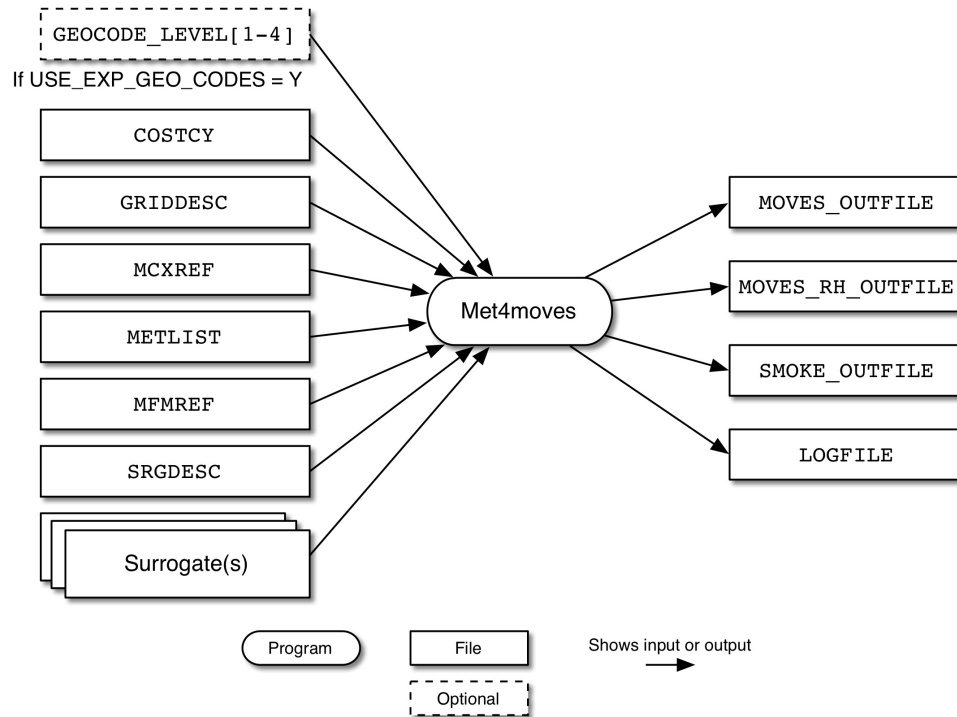 GEOCODE_LEVEL[1-4]
If USE_EXP_GEO_CODES = Y
COSTCY
GRIDDESC
MCXREF
METLIST
MFMREF
SRGDESC
Surrogate(s)
Met4moves
MOVES_OUTFILE
MOVES_RH_OUTFILE
SMOKE_OUTFILE
LOGFILE
Program
File
Shows input or output
Optional